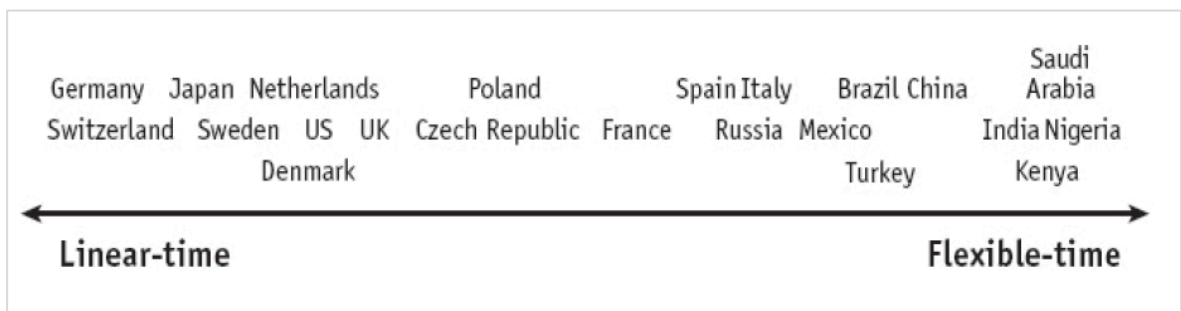 Saudi
Germany Japan Netherlands Poland Spain Italy Brazil China Arabia
Switzerland Sweden US UK Czech Republic France Russia Mexico India Nigeria
Denmark Turkey Kenya
Linear-time Flexible-time